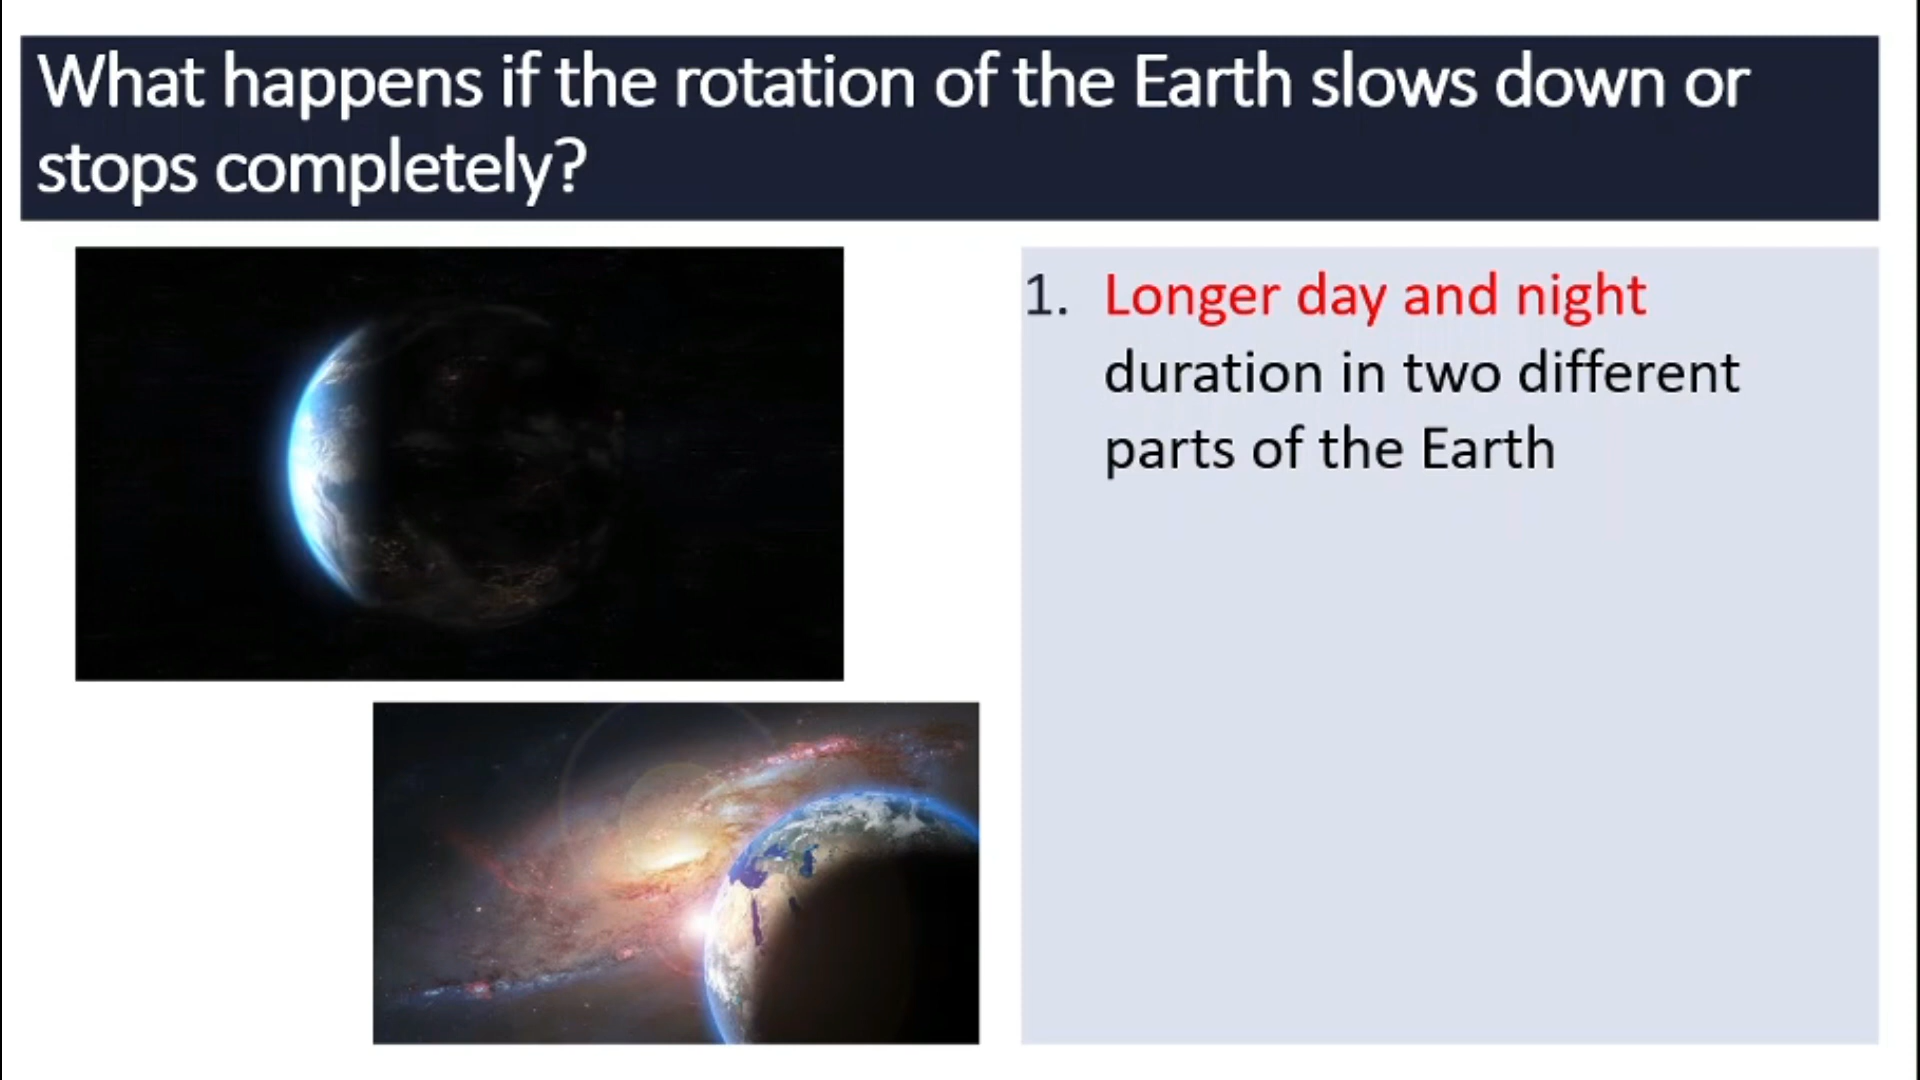 What happens if the rotation of the Earth slows down or
stops completely?
1. Longer day and night
duration in two different
parts of the Earth